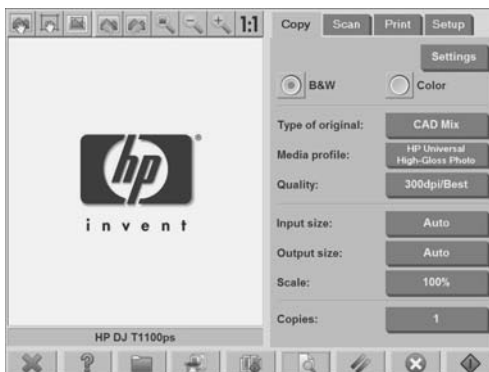 1:1
Copy Scan Print Setup
Settings
B&W Color
Type of original: CAD Mix
Media profile: HP Universal
High-Gloss Photo
Quality: 300dpi/Best
Input size: Auto
Output size: Auto
Scale: 100%
Copies: 1
hp
invent
HP DJ T1100ps